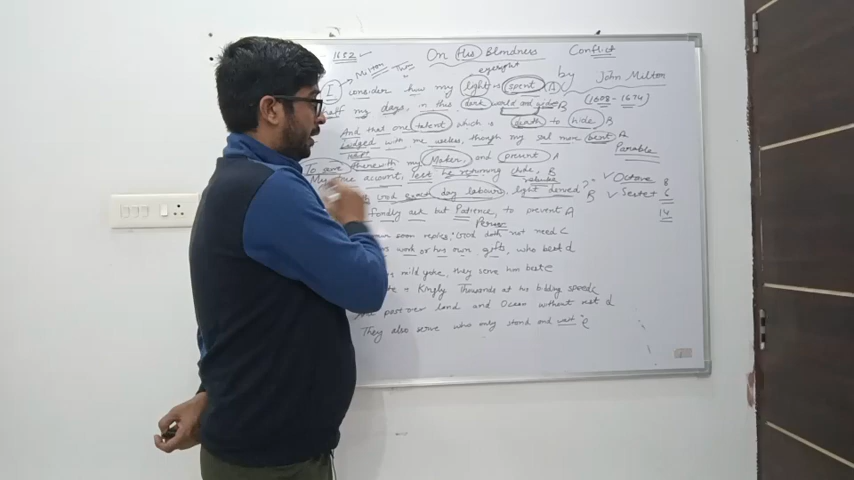 1652 On His Blindness Conflict
Milton eyesight by John Milton
I consider how my light is spent A (1608-1674)
half my days, in this dark world and wide B
And that one talent which is death to hide B
Lodged with me useless, though my soul more bent A Parable
To serve therewith my Maker, and present A
My true account, lest he returning chide, B ✓ Octave 8
God exact day labour, light denied? B ✓ Sestet 6
fondly ask but Patience, to prevent A 14
Person
soon replies, "God doth not need C
work or his own gifts, who best d
mild yoke, they serve him best e
Kingly Thousands at his bidding speed c
post over land and Ocean without rest d
They also serve who only stand and wait" e